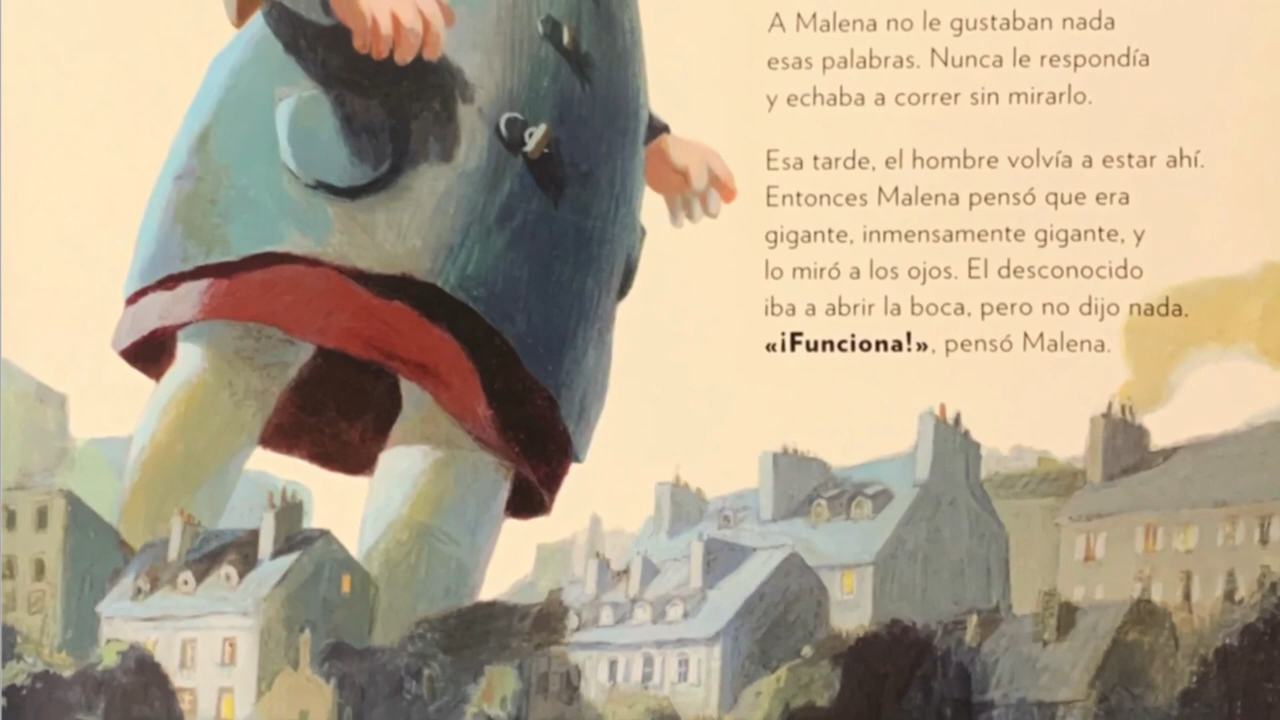 A Malena no le gustaban nada
esas palabras. Nunca le respondía
y echaba a correr sin mirarlo.
Esa tarde, el hombre volvía a estar ahí.
Entonces Malena pensó que era
gigante, inmensamente gigante, y
lo miró a los ojos. El desconocido
iba a abrir la boca, pero no dijo nada.
«¡Funciona!», pensó Malena.